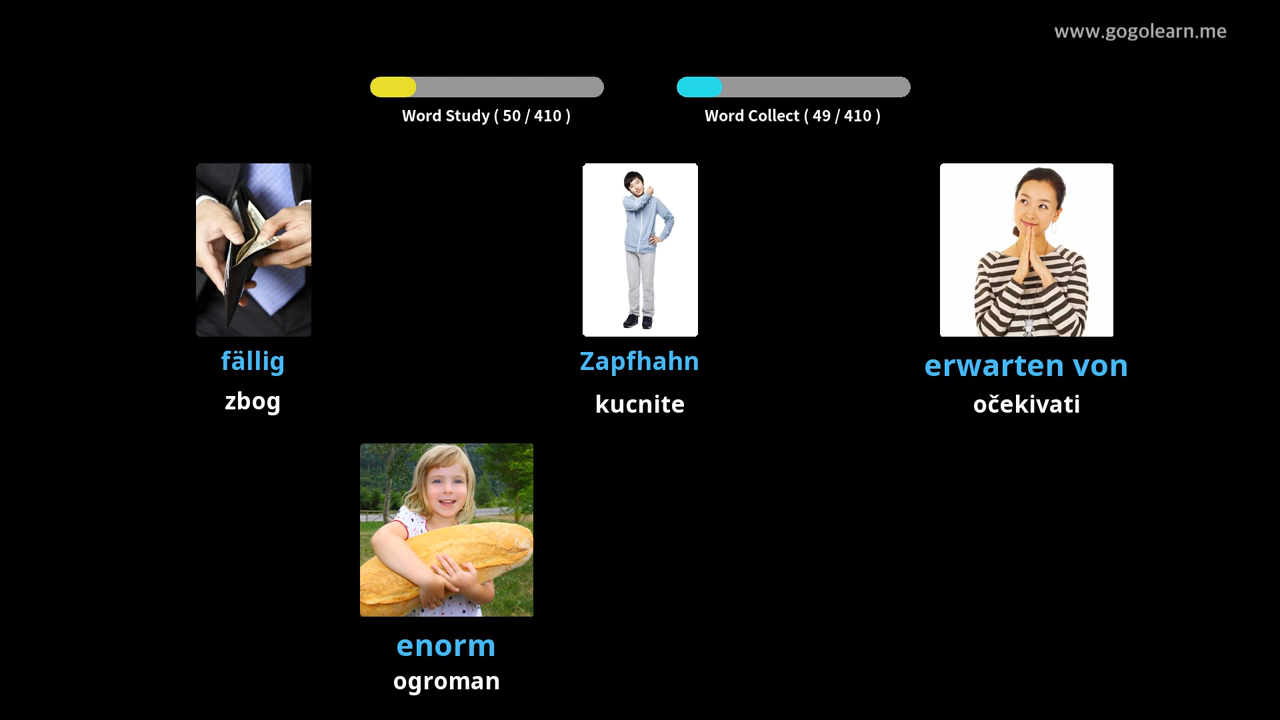 www.gogolearn.me
Word Study ( 50 / 410 )
Word Collect ( 49 / 410 )
fällig
zbog
Zapfhahn
kucnite
erwarten von
očekivati
enorm
ogroman